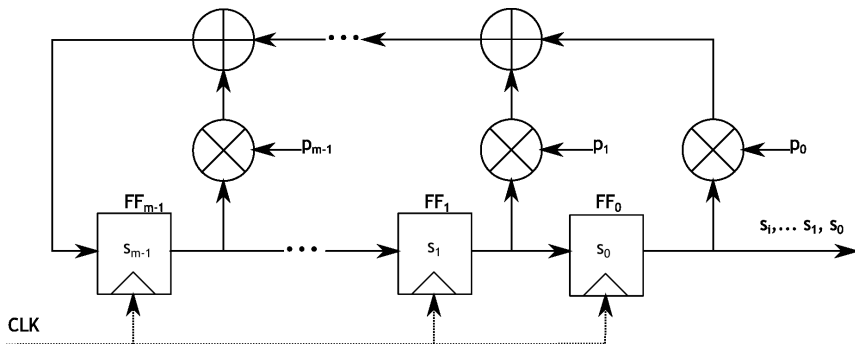 p_{m-1}
p_1
p_0
FF_{m-1}
FF_1
FF_0
s_{m-1}
s_1
s_0
s_i,... s_1, s_0
CLK